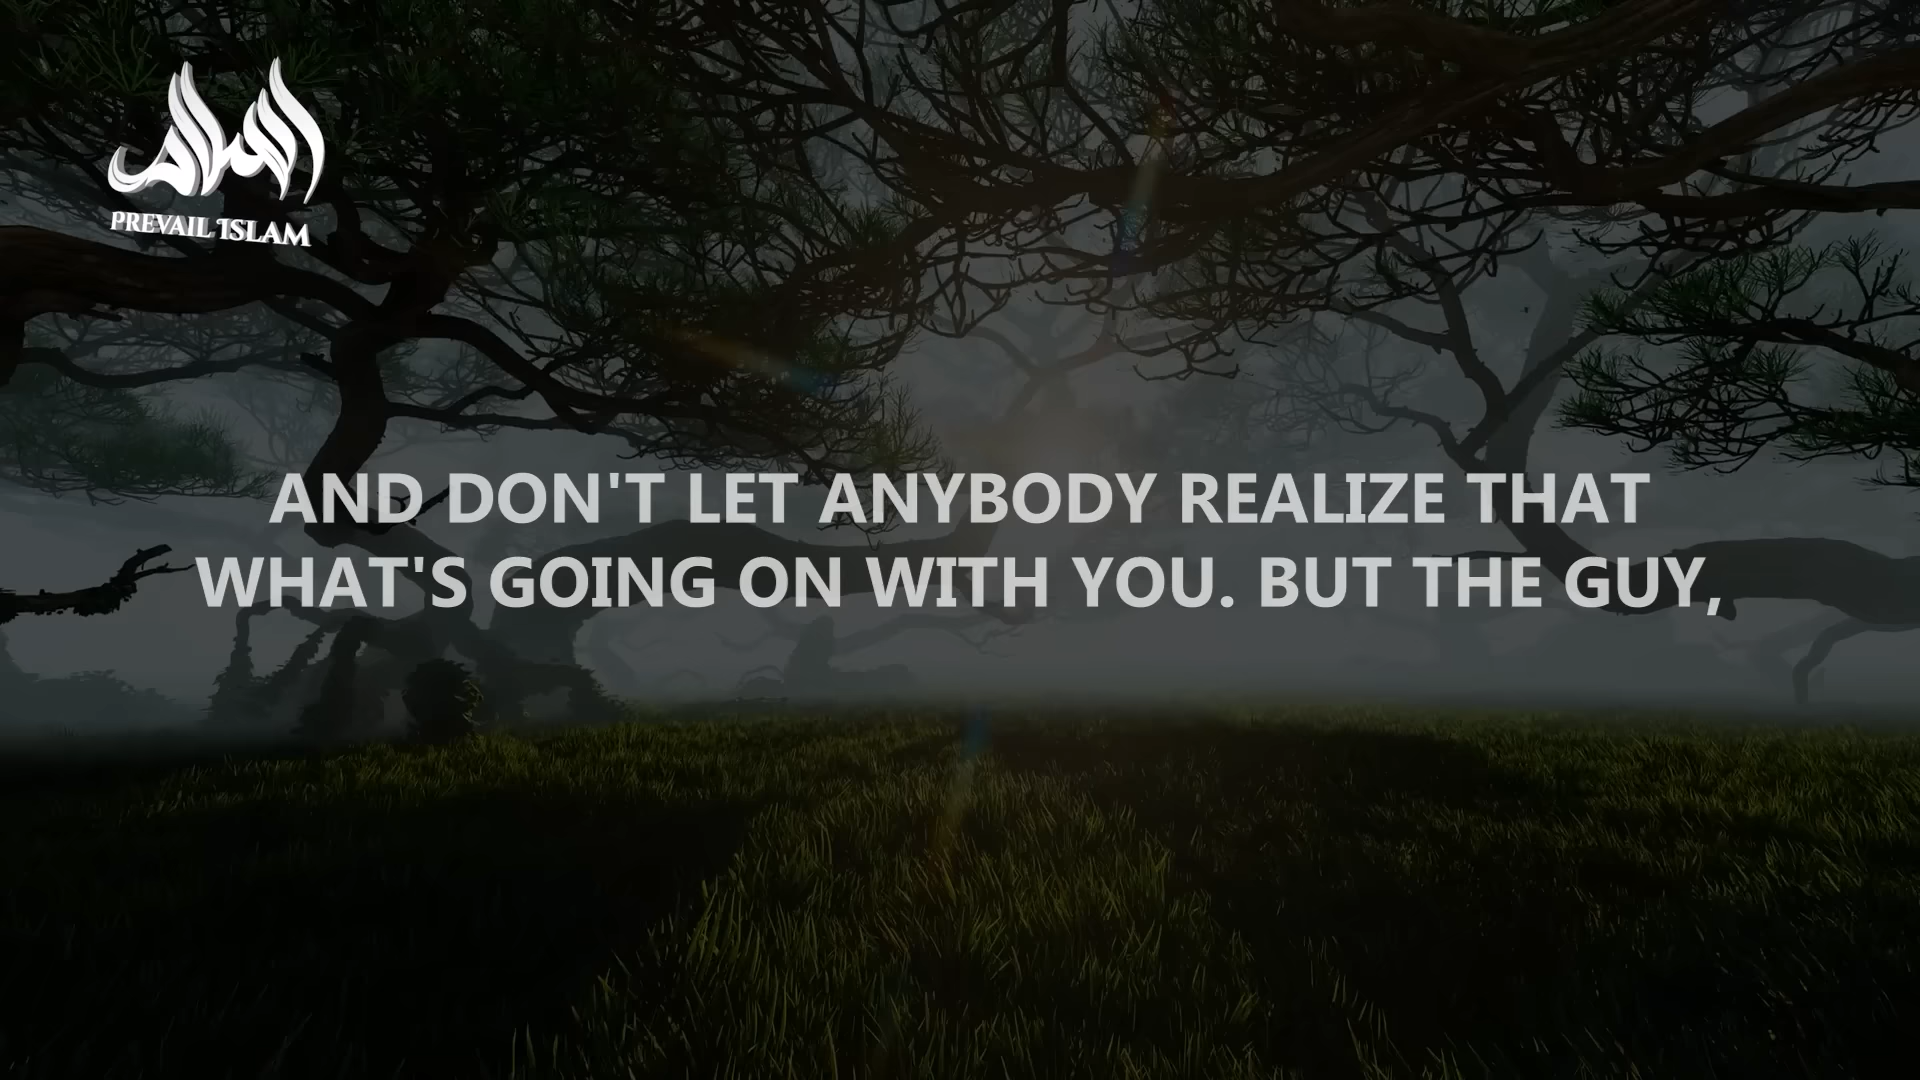 PREVAIL ISLAM
AND DON'T LET ANYBODY REALIZE THAT
WHAT'S GOING ON WITH YOU. BUT THE GUY,